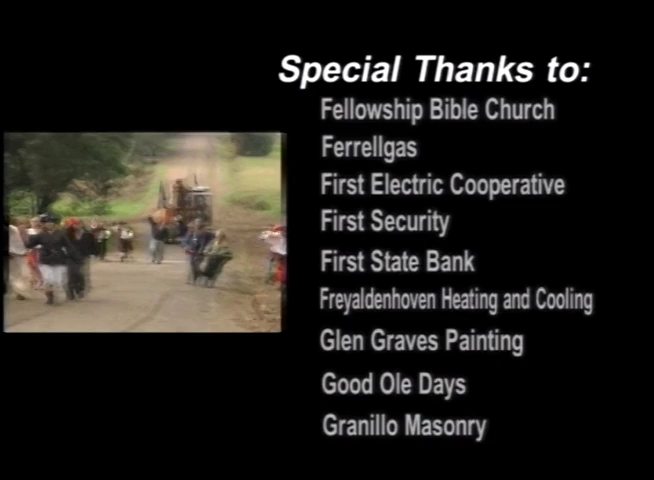 Special Thanks to:
Fellowship Bible Church
Ferrellgas
First Electric Cooperative
First Security
First State Bank
Freyaldenhoven Heating and Cooling
Glen Graves Painting
Good Ole Days
Granillo Masonry